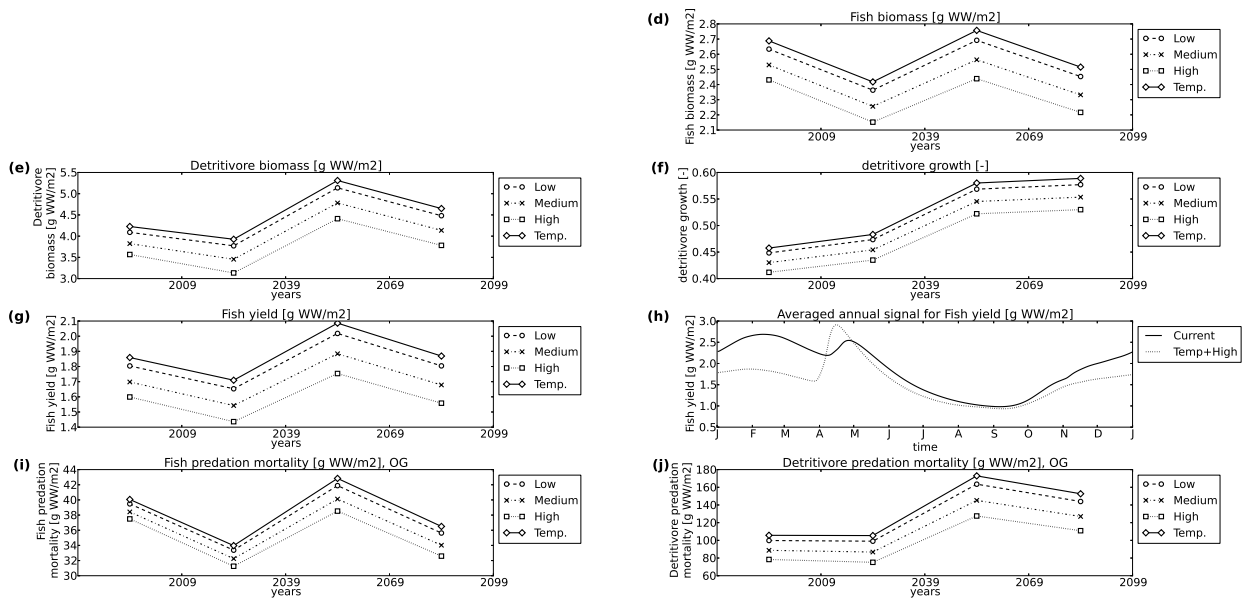 (d)
Fish biomass [g WW/m2]
Fish biomass [g WW/m2]
2.8
2.7
2.6
2.5
2.4
2.3
2.2
2.1
2009 2039 2069 2099
years
Low
Medium
High
Temp.
(e)
Detritivore biomass [g WW/m2]
Detritivore
biomass [g WW/m2]
5.5
5.0
4.5
4.0
3.5
3.0
2009 2039 2069 2099
years
Low
Medium
High
Temp.
(f)
detritivore growth [-]
detritivore growth [-]
0.60
0.55
0.50
0.45
0.40
2009 2039 2069 2099
years
Low
Medium
High
Temp.
(g)
Fish yield [g WW/m2]
Fish yield [g WW/m2]
2.1
2.0
1.9
1.8
1.7
1.6
1.5
1.4
2009 2039 2069 2099
years
Low
Medium
High
Temp.
(h)
Averaged annual signal for Fish yield [g WW/m2]
Fish yield [g WW/m2]
3.0
2.5
2.0
1.5
1.0
0.5
J F M A M J J A S O N D J
time
Current
Temp+High
(i)
Fish predation mortality [g WW/m2], OG
Fish predation
mortality [g WW/m2]
44
42
40
38
36
34
32
30
2009 2039 2069 2099
years
Low
Medium
High
Temp.
(j)
Detritivore predation mortality [g WW/m2], OG
Detritivore predation
mortality [g WW/m2]
180
160
140
120
100
80
60
2009 2039 2069 2099
years
Low
Medium
High
Temp.